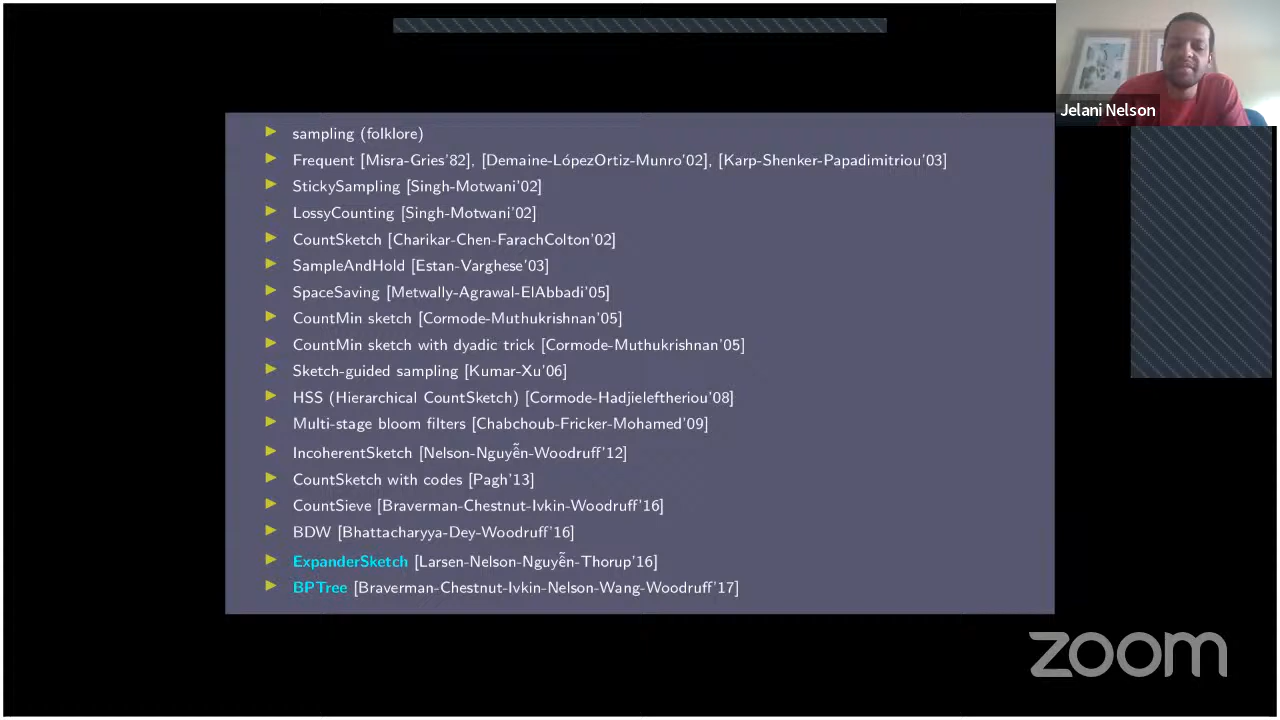 Jelani Nelson
sampling (folklore)
Frequent [Misra-Gries'82], [Demaine-LópezOrtiz-Munro'02], [Karp-Shenker-Papadimitriou'03]
StickySampling [Singh-Motwani'02]
LossyCounting [Singh-Motwani'02]
CountSketch [Charikar-Chen-FarachColton'02]
SampleAndHold [Estan-Varghese'03]
SpaceSaving [Metwally-Agrawal-ElAbbadi'05]
CountMin sketch [Cormode-Muthukrishnan'05]
CountMin sketch with dyadic trick [Cormode-Muthukrishnan'05]
Sketch-guided sampling [Kumar-Xu'06]
HSS (Hierarchical CountSketch) [Cormode-Hadjieleftheriou'08]
Multi-stage bloom filters [Chabchoub-Fricker-Mohamed'09]
IncoherentSketch [Nelson-Nguyễn-Woodruff'12]
CountSketch with codes [Pagh'13]
CountSieve [Braverman-Chestnut-Ivkin-Woodruff'16]
BDW [Bhattacharyya-Dey-Woodruff'16]
ExpanderSketch [Larsen-Nelson-Nguyễn-Thorup'16]
BPTree [Braverman-Chestnut-Ivkin-Nelson-Wang-Woodruff'17]
zoom